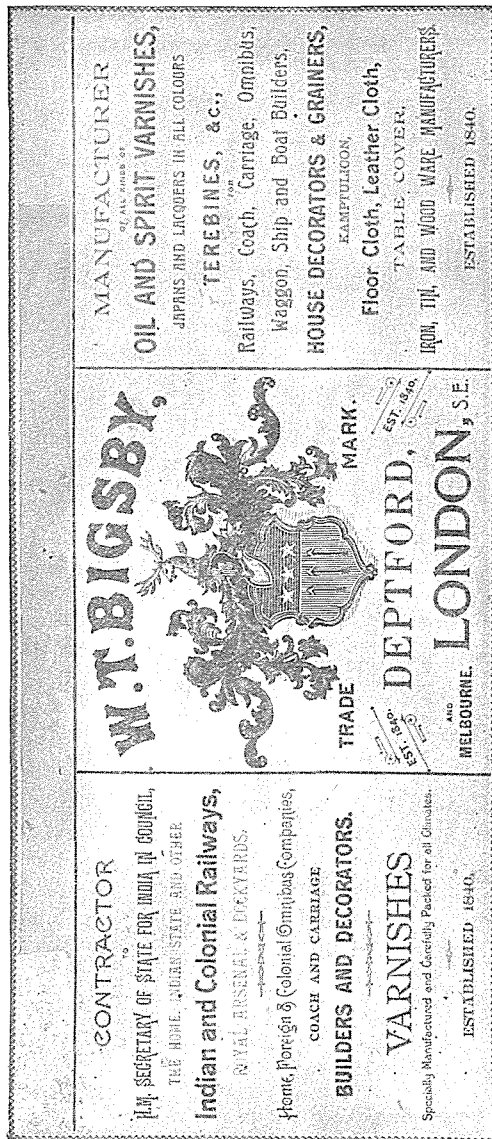 CONTRACTOR
TO
H.M. SECRETARY OF STATE FOR INDIA IN COUNCIL,
THE HOME, INDIAN STATE AND OTHER
Indian and Colonial Railways,
ROYAL ARSENAL & DOCKYARDS.
Home, Foreign & Colonial Omnibus Companies,
COACH AND CARRIAGE
BUILDERS AND DECORATORS.
VARNISHES
Specially Manufactured and Carefully Packed for all Climates.
ESTABLISHED 1840.
W.T. BIGSBY,
TRADE MARK.
EST. 1840.
EST. 1840.
DEPTFORD,
LONDON, S.E.
AND
MELBOURNE.
MANUFACTURER
OF ALL KINDS OF
OIL AND SPIRIT VARNISHES,
JAPANS AND LACQUERS IN ALL COLOURS
TEREBINES, &c.,
FOR
Railways, Coach, Carriage, Omnibus,
Waggon, Ship and Boat Builders,
HOUSE DECORATORS & GRAINERS,
KAMPTULICON,
Floor Cloth, Leather Cloth,
TABLE COVER,
IRON, TIN, AND WOOD WARE MANUFACTURERS.
ESTABLISHED 1840.